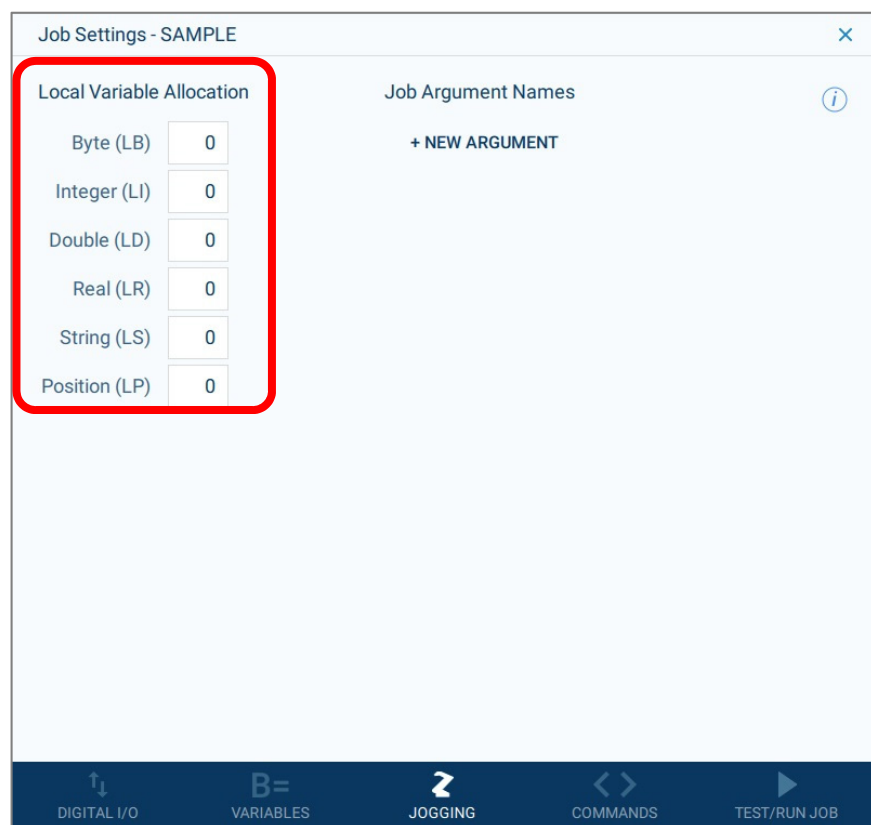 Job Settings - SAMPLE
Local Variable Allocation
Byte (LB) 0
Integer (LI) 0
Double (LD) 0
Real (LR) 0
String (LS) 0
Position (LP) 0
Job Argument Names
+ NEW ARGUMENT
i
B=
DIGITAL I/O VARIABLES JOGGING COMMANDS TEST/RUN JOB